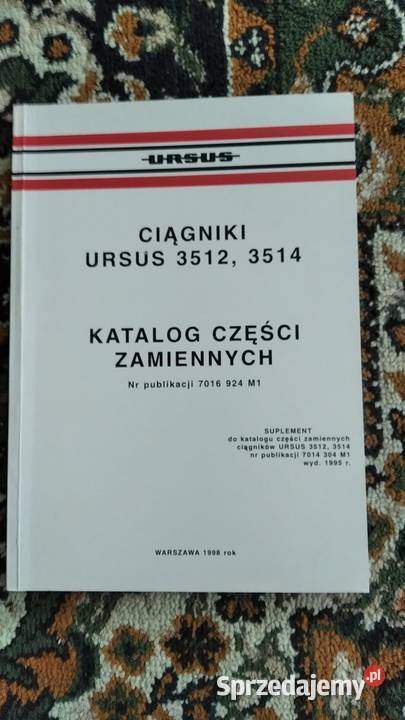 URSUS
CIĄGNIKI
URSUS 3512, 3514
KATALOG CZĘŚCI
ZAMIENNYCH
Nr publikacji 7016 924 M1
SUPLEMENT
do katalogu części zamiennych
ciągników URSUS 3512, 3514
nr publikacji 7014 304 M1
wyd. 1995 r.
WARSZAWA 1998 rok
Sprzedajemy.pl